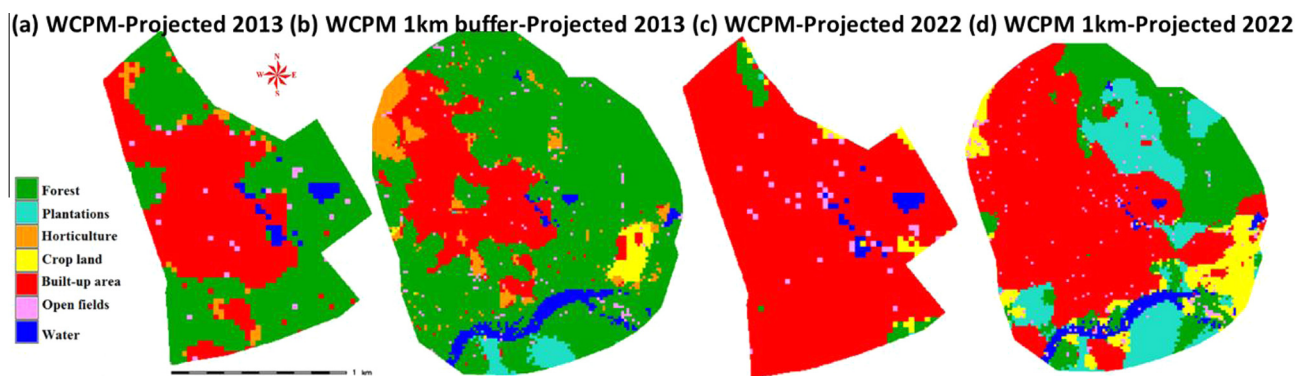 (a) WCPM-Projected 2013 (b) WCPM 1km buffer-Projected 2013 (c) WCPM-Projected 2022 (d) WCPM 1km-Projected 2022
N
W E
S
Forest
Plantations
Horticulture
Crop land
Built-up area
Open fields
Water
1 km